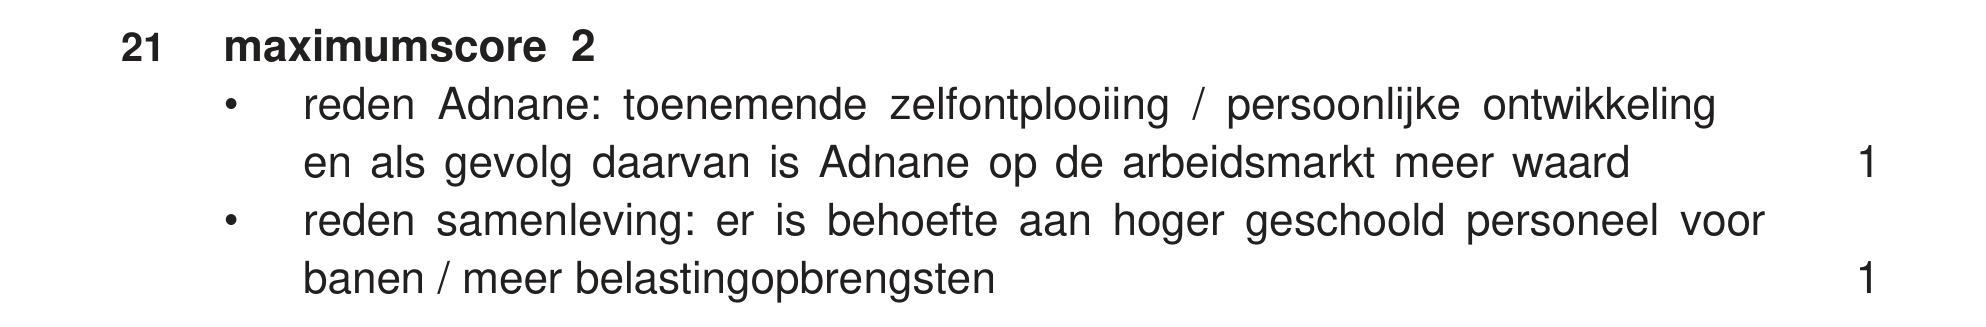 21 maximumscore 2
• reden Adnane: toenemende zelfontplooiing / persoonlijke ontwikkeling
en als gevolg daarvan is Adnane op de arbeidsmarkt meer waard 1
• reden samenleving: er is behoefte aan hoger geschoold personeel voor
banen / meer belastingopbrengsten 1